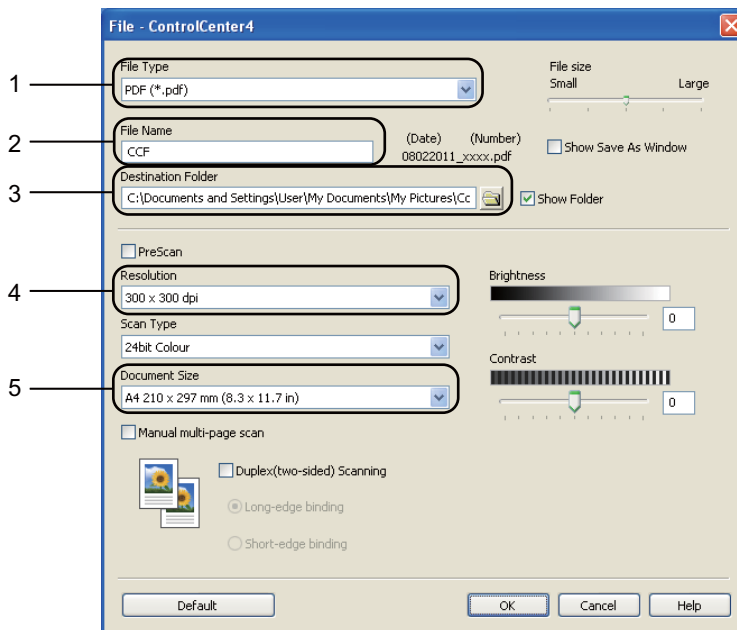 File - ControlCenter4
1
File Type
PDF (*.pdf)
File size
Small Large
2
File Name
CCF
(Date) (Number)
08022011_xxxx.pdf
Show Save As Window
3
Destination Folder
C:\Documents and Settings\User\My Documents\My Pictures\Cc
Show Folder
PreScan
4
Resolution
300 x 300 dpi
Brightness
0
Scan Type
24bit Colour
Contrast
0
5
Document Size
A4 210 x 297 mm (8.3 x 11.7 in)
Manual multi-page scan
Duplex(two-sided) Scanning
Long-edge binding
Short-edge binding
Default OK Cancel Help